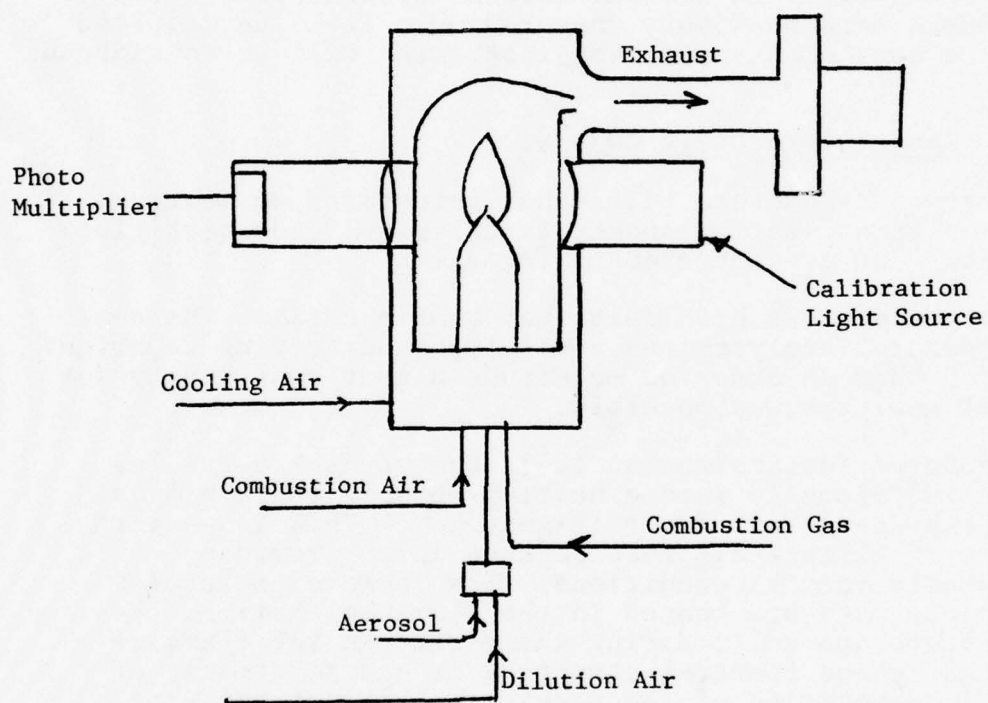 Exhaust
Photo
Multiplier
Calibration
Light Source
Cooling Air
Combustion Air
Combustion Gas
Aerosol
Dilution Air